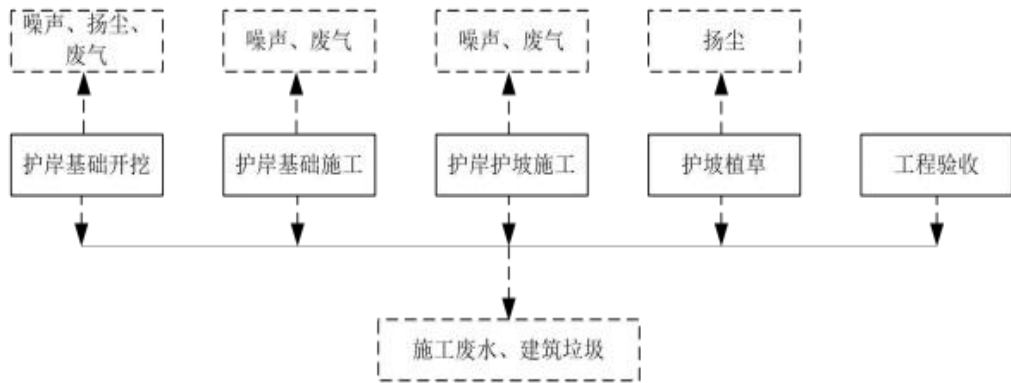 噪声、扬尘、
废气
噪声、废气
噪声、废气
扬尘
护岸基础开挖
护岸基础施工
护岸护坡施工
护坡植草
工程验收
施工废水、建筑垃圾